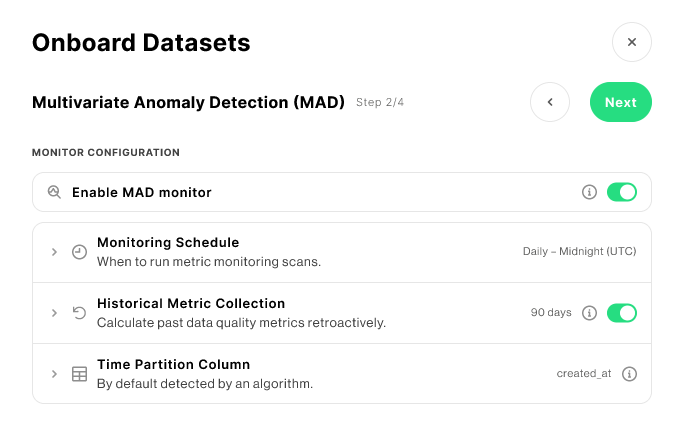 Onboard Datasets
Multivariate Anomaly Detection (MAD) Step 2/4
Next
MONITOR CONFIGURATION
Enable MAD monitor
Monitoring Schedule
When to run metric monitoring scans.
Daily – Midnight (UTC)
Historical Metric Collection
Calculate past data quality metrics retroactively.
90 days
Time Partition Column
By default detected by an algorithm.
created_at